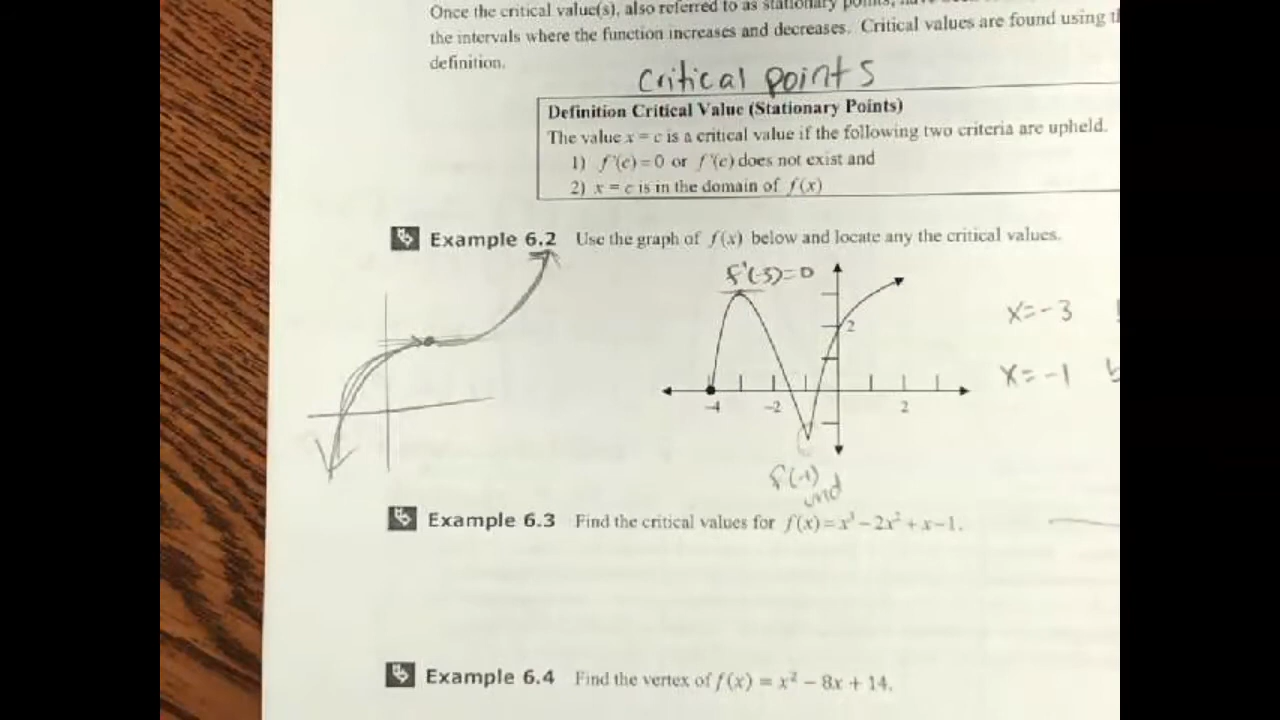 Once the critical value(s), also referred to as stationary points,
the intervals where the function increases and decreases. Critical values are found using
definition.
critical points
Definition Critical Value (Stationary Points)
The value x = c is a critical value if the following two criteria are upheld.
1) f'(c) = 0 or f'(c) does not exist and
2) x = c is in the domain of f(x)
Example 6.2 Use the graph of f(x) below and locate any the critical values.
f'(-3)=0
x=-3
2
x=-1
-4 -2 2
f'(-1)
und
Example 6.3 Find the critical values for f(x) = x³ − 2x² + x − 1.
Example 6.4 Find the vertex of f(x) = x² − 8x + 14.